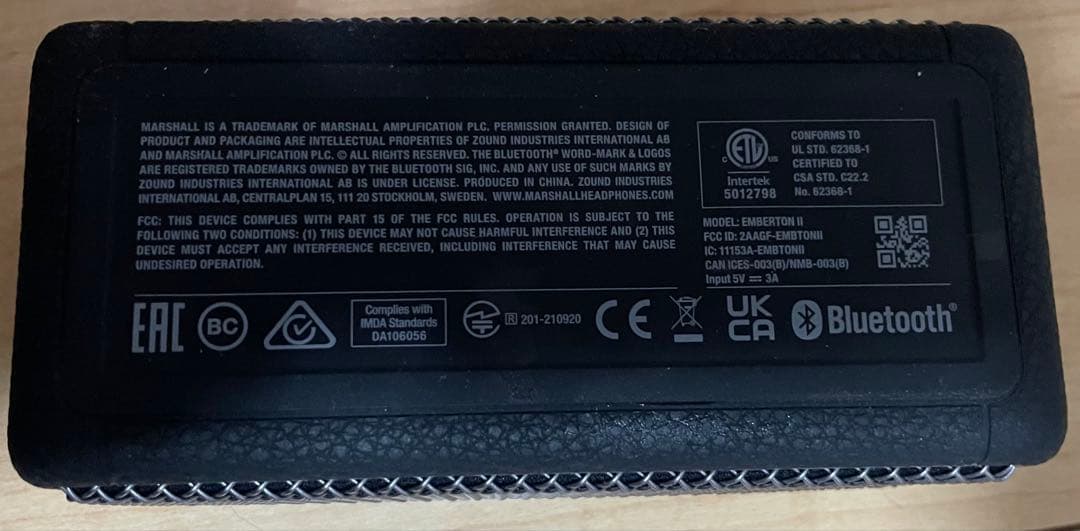 MARSHALL IS A TRADEMARK OF MARSHALL AMPLIFICATION PLC. PERMISSION GRANTED. DESIGN OF
PRODUCT AND PACKAGING ARE INTELLECTUAL PROPERTIES OF ZOUND INDUSTRIES INTERNATIONAL AB
AND MARSHALL AMPLIFICATION PLC. © ALL RIGHTS RESERVED. THE BLUETOOTH® WORD-MARK & LOGOS
ARE REGISTERED TRADEMARKS OWNED BY THE BLUETOOTH SIG, INC. AND ANY USE OF SUCH MARKS BY
ZOUND INDUSTRIES INTERNATIONAL AB IS UNDER LICENSE. PRODUCED IN CHINA. ZOUND INDUSTRIES
INTERNATIONAL AB, CENTRALPLAN 15, 111 20 STOCKHOLM, SWEDEN. WWW.MARSHALLHEADPHONES.COM
FCC: THIS DEVICE COMPLIES WITH PART 15 OF THE FCC RULES. OPERATION IS SUBJECT TO THE
FOLLOWING TWO CONDITIONS: (1) THIS DEVICE MAY NOT CAUSE HARMFUL INTERFERENCE AND (2) THIS
DEVICE MUST ACCEPT ANY INTERFERENCE RECEIVED, INCLUDING INTERFERENCE THAT MAY CAUSE
UNDESIRED OPERATION.
C ETL US
Intertek
5012798
CONFORMS TO
UL STD. 62368-1
CERTIFIED TO
CSA STD. C22.2
No. 62368-1
MODEL: EMBERTON II
FCC ID: 2AAGF-EMBTONII
IC: 11153A-EMBTONII
CAN ICES-003(B)/NMB-003(B)
Input 5V ⎓ 3A
EAC
BC
Complies with
IMDA Standards
DA106056
R 201-210920
CE
UK
CA
Bluetooth®